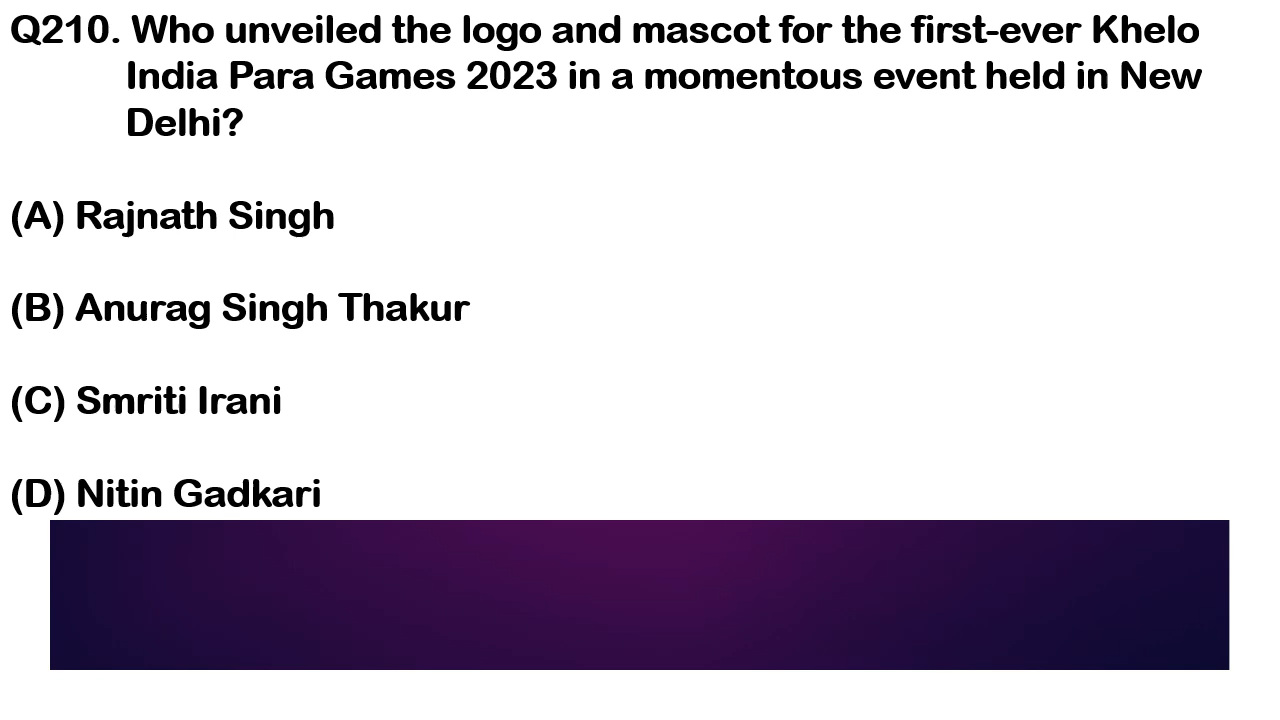 Q210. Who unveiled the logo and mascot for the first-ever Khelo
India Para Games 2023 in a momentous event held in New
Delhi?
(A) Rajnath Singh
(B) Anurag Singh Thakur
(C) Smriti Irani
(D) Nitin Gadkari